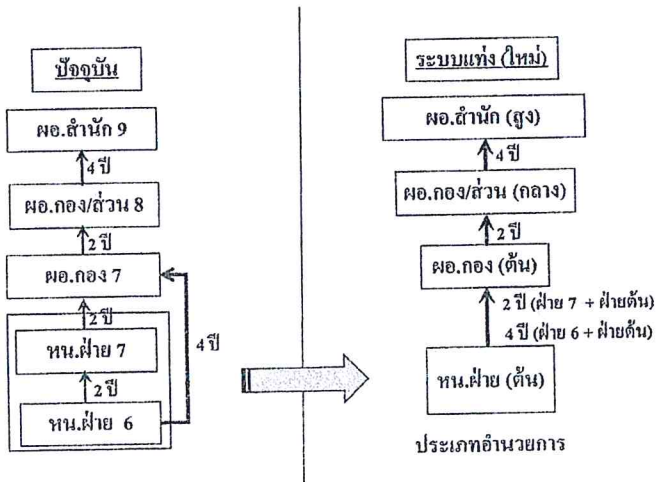 ปัจจุบัน
ผอ.สำนัก 9
4 ปี
ผอ.กอง/ส่วน 8
2 ปี
ผอ.กอง 7
2 ปี
หน.ฝ่าย 7
4 ปี
2 ปี
หน.ฝ่าย 6
ระบบแท่ง (ใหม่)
ผอ.สำนัก (สูง)
4 ปี
ผอ.กอง/ส่วน (กลาง)
2 ปี
ผอ.กอง (ต้น)
2 ปี (ฝ่าย 7 + ฝ่ายต้น)
4 ปี (ฝ่าย 6 + ฝ่ายต้น)
หน.ฝ่าย (ต้น)
ประเภทอำนวยการ